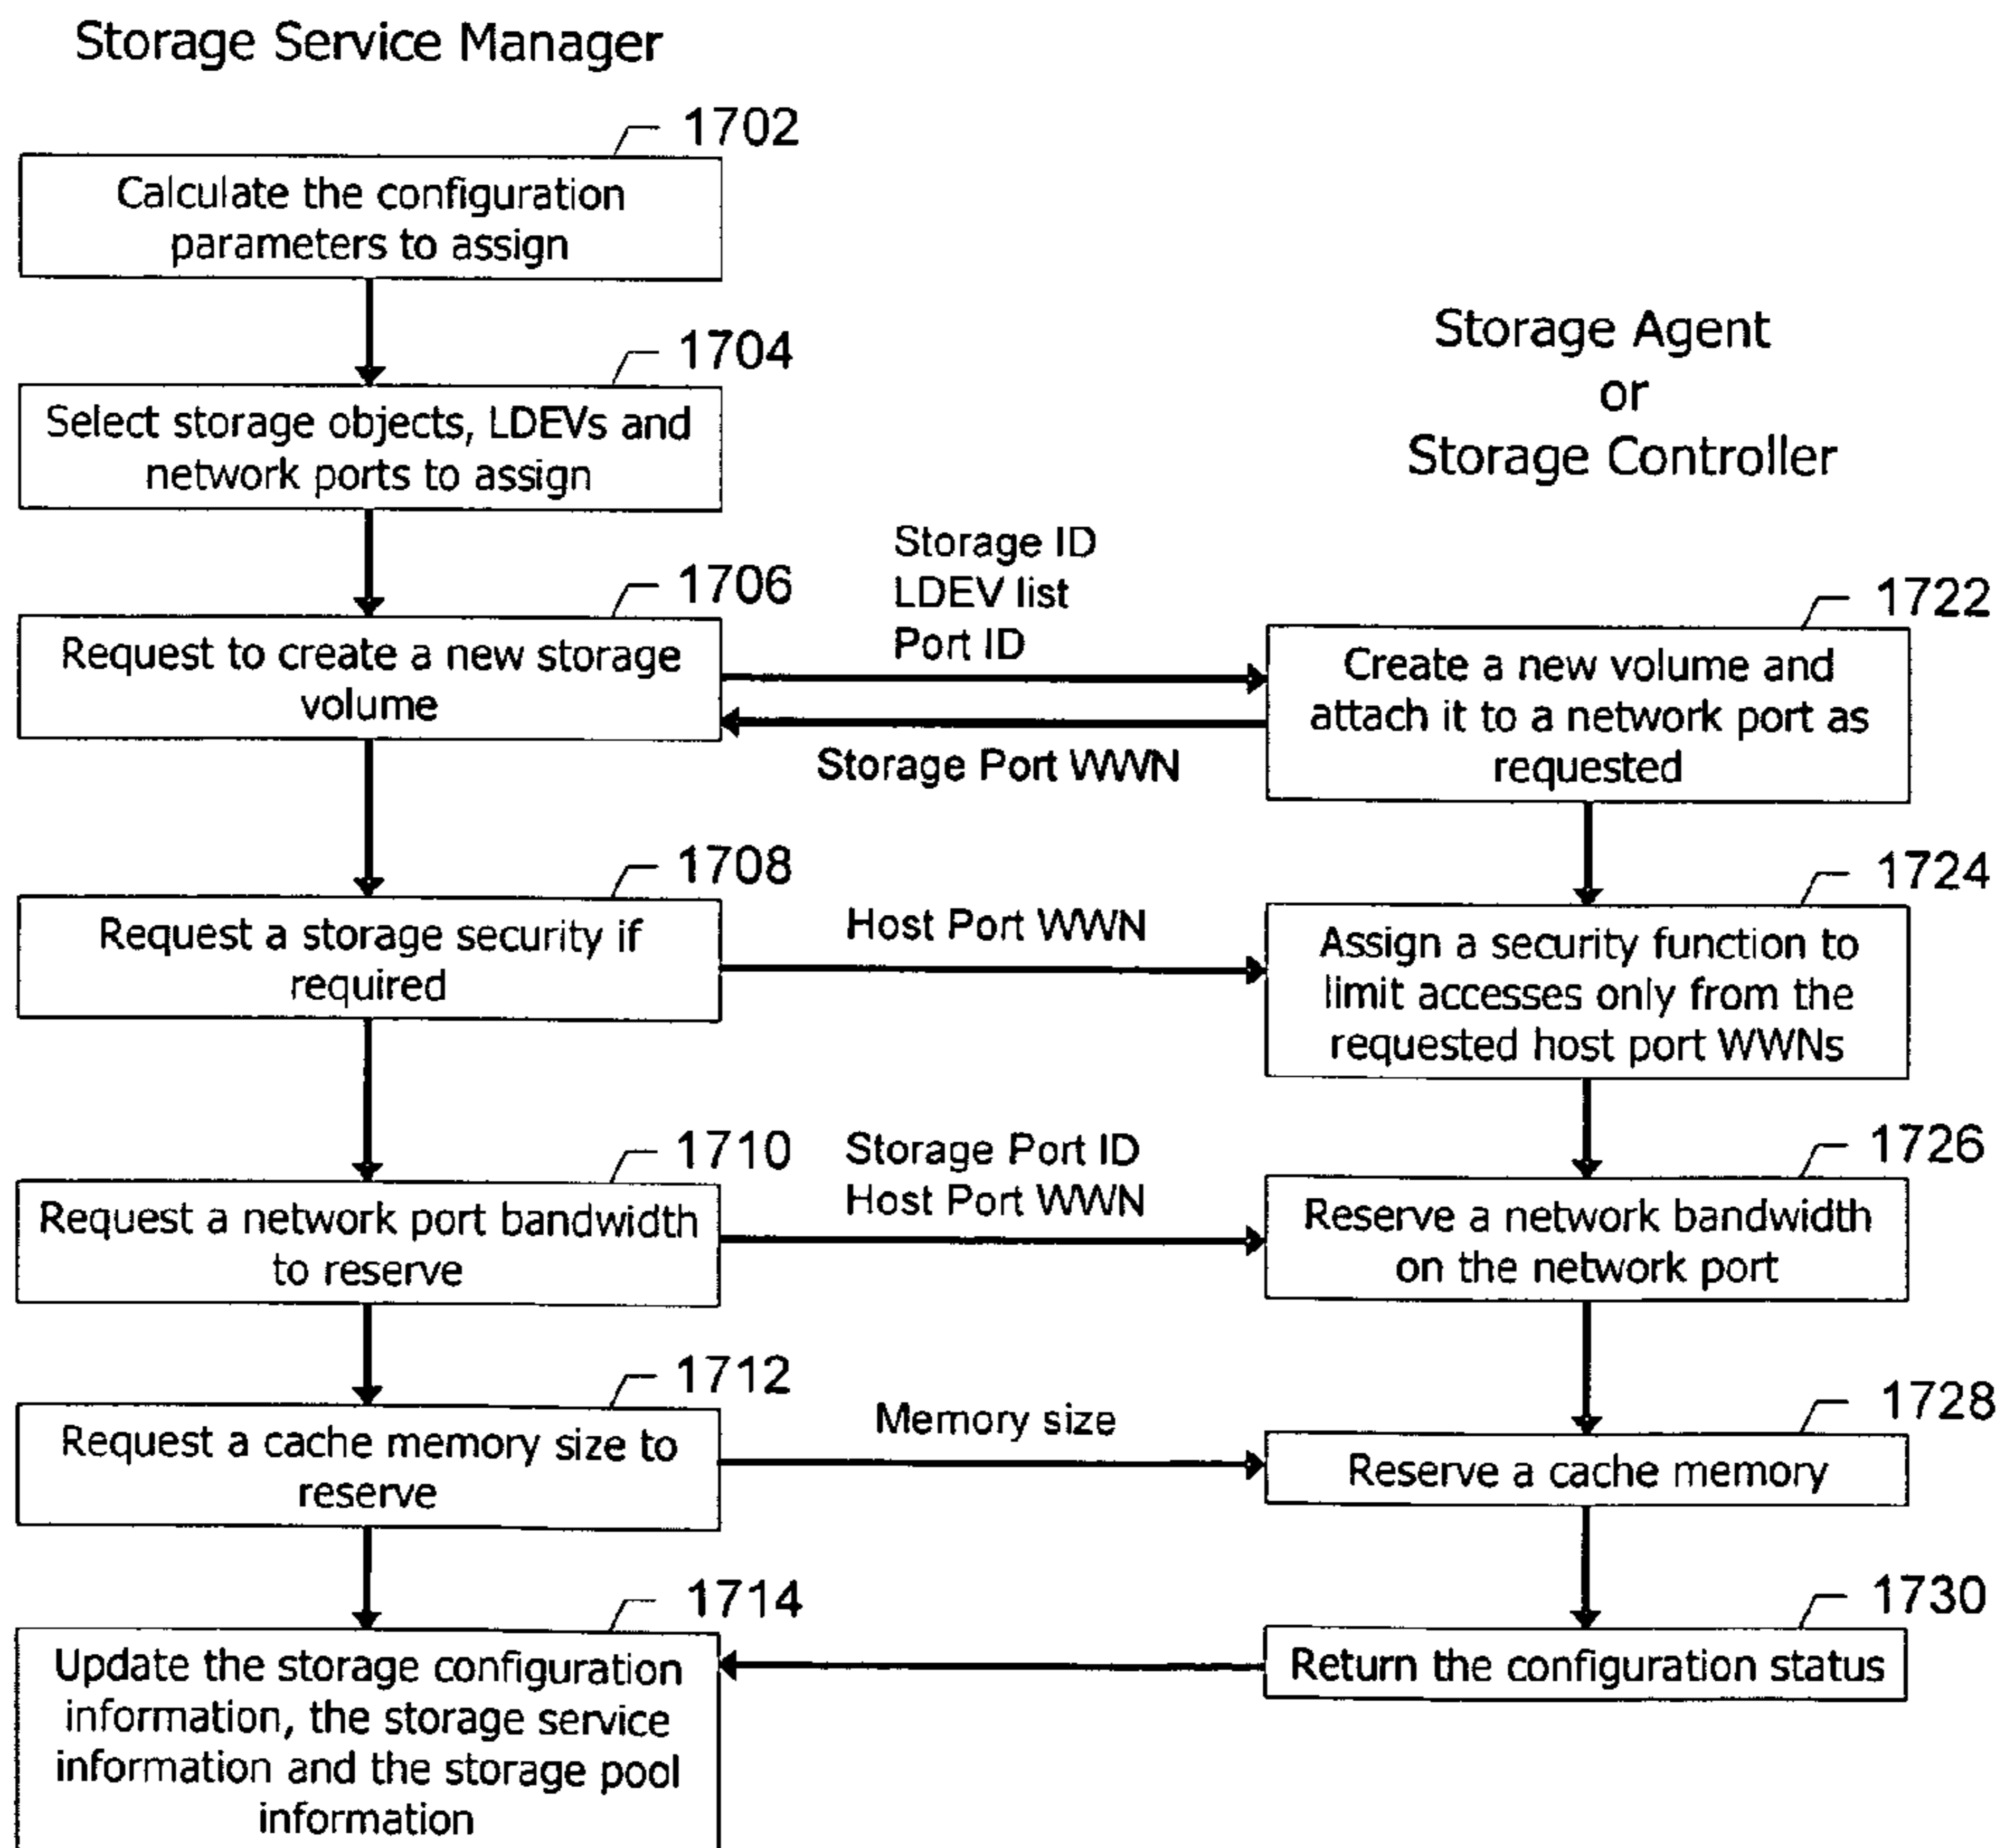 Storage Service Manager
1702
Calculate the configuration
parameters to assign
1704
Select storage objects, LDEVs and
network ports to assign
Storage Agent
or
Storage Controller
1706
Request to create a new storage
volume
Storage ID
LDEV list
Port ID
Storage Port WWN
1722
Create a new volume and
attach it to a network port as
requested
1708
Request a storage security if
required
Host Port WWN
1724
Assign a security function to
limit accesses only from the
requested host port WWNs
1710
Request a network port bandwidth
to reserve
Storage Port ID
Host Port WWN
1726
Reserve a network bandwidth
on the network port
1712
Request a cache memory size to
reserve
Memory size
1728
Reserve a cache memory
1714
Update the storage configuration
information, the storage service
information and the storage pool
information
1730
Return the configuration status